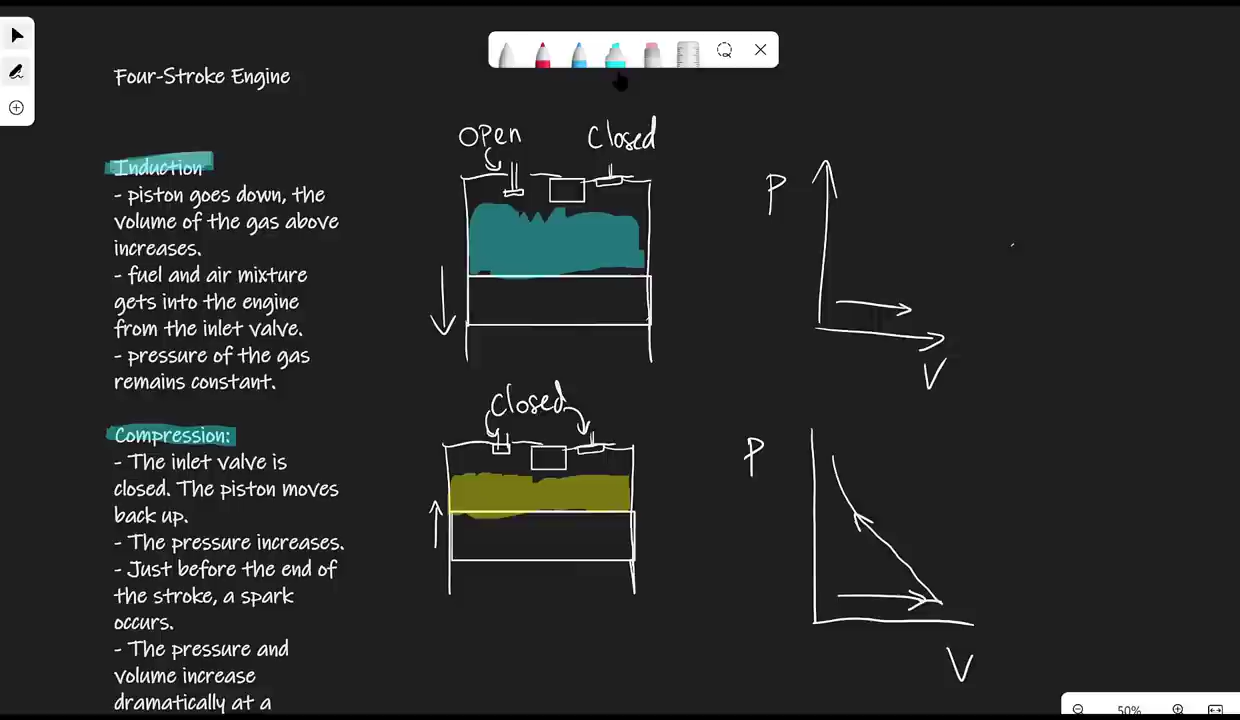 Four-Stroke Engine
Induction
- piston goes down, the
volume of the gas above
increases.
- fuel and air mixture
gets into the engine
from the inlet valve.
- pressure of the gas
remains constant.
Open
Closed
P
V
Compression:
- The inlet valve is
closed. The piston moves
back up.
- The pressure increases.
- Just before the end of
the stroke, a spark
occurs.
- The pressure and
volume increase
dramatically at a
Closed
P
V
50%